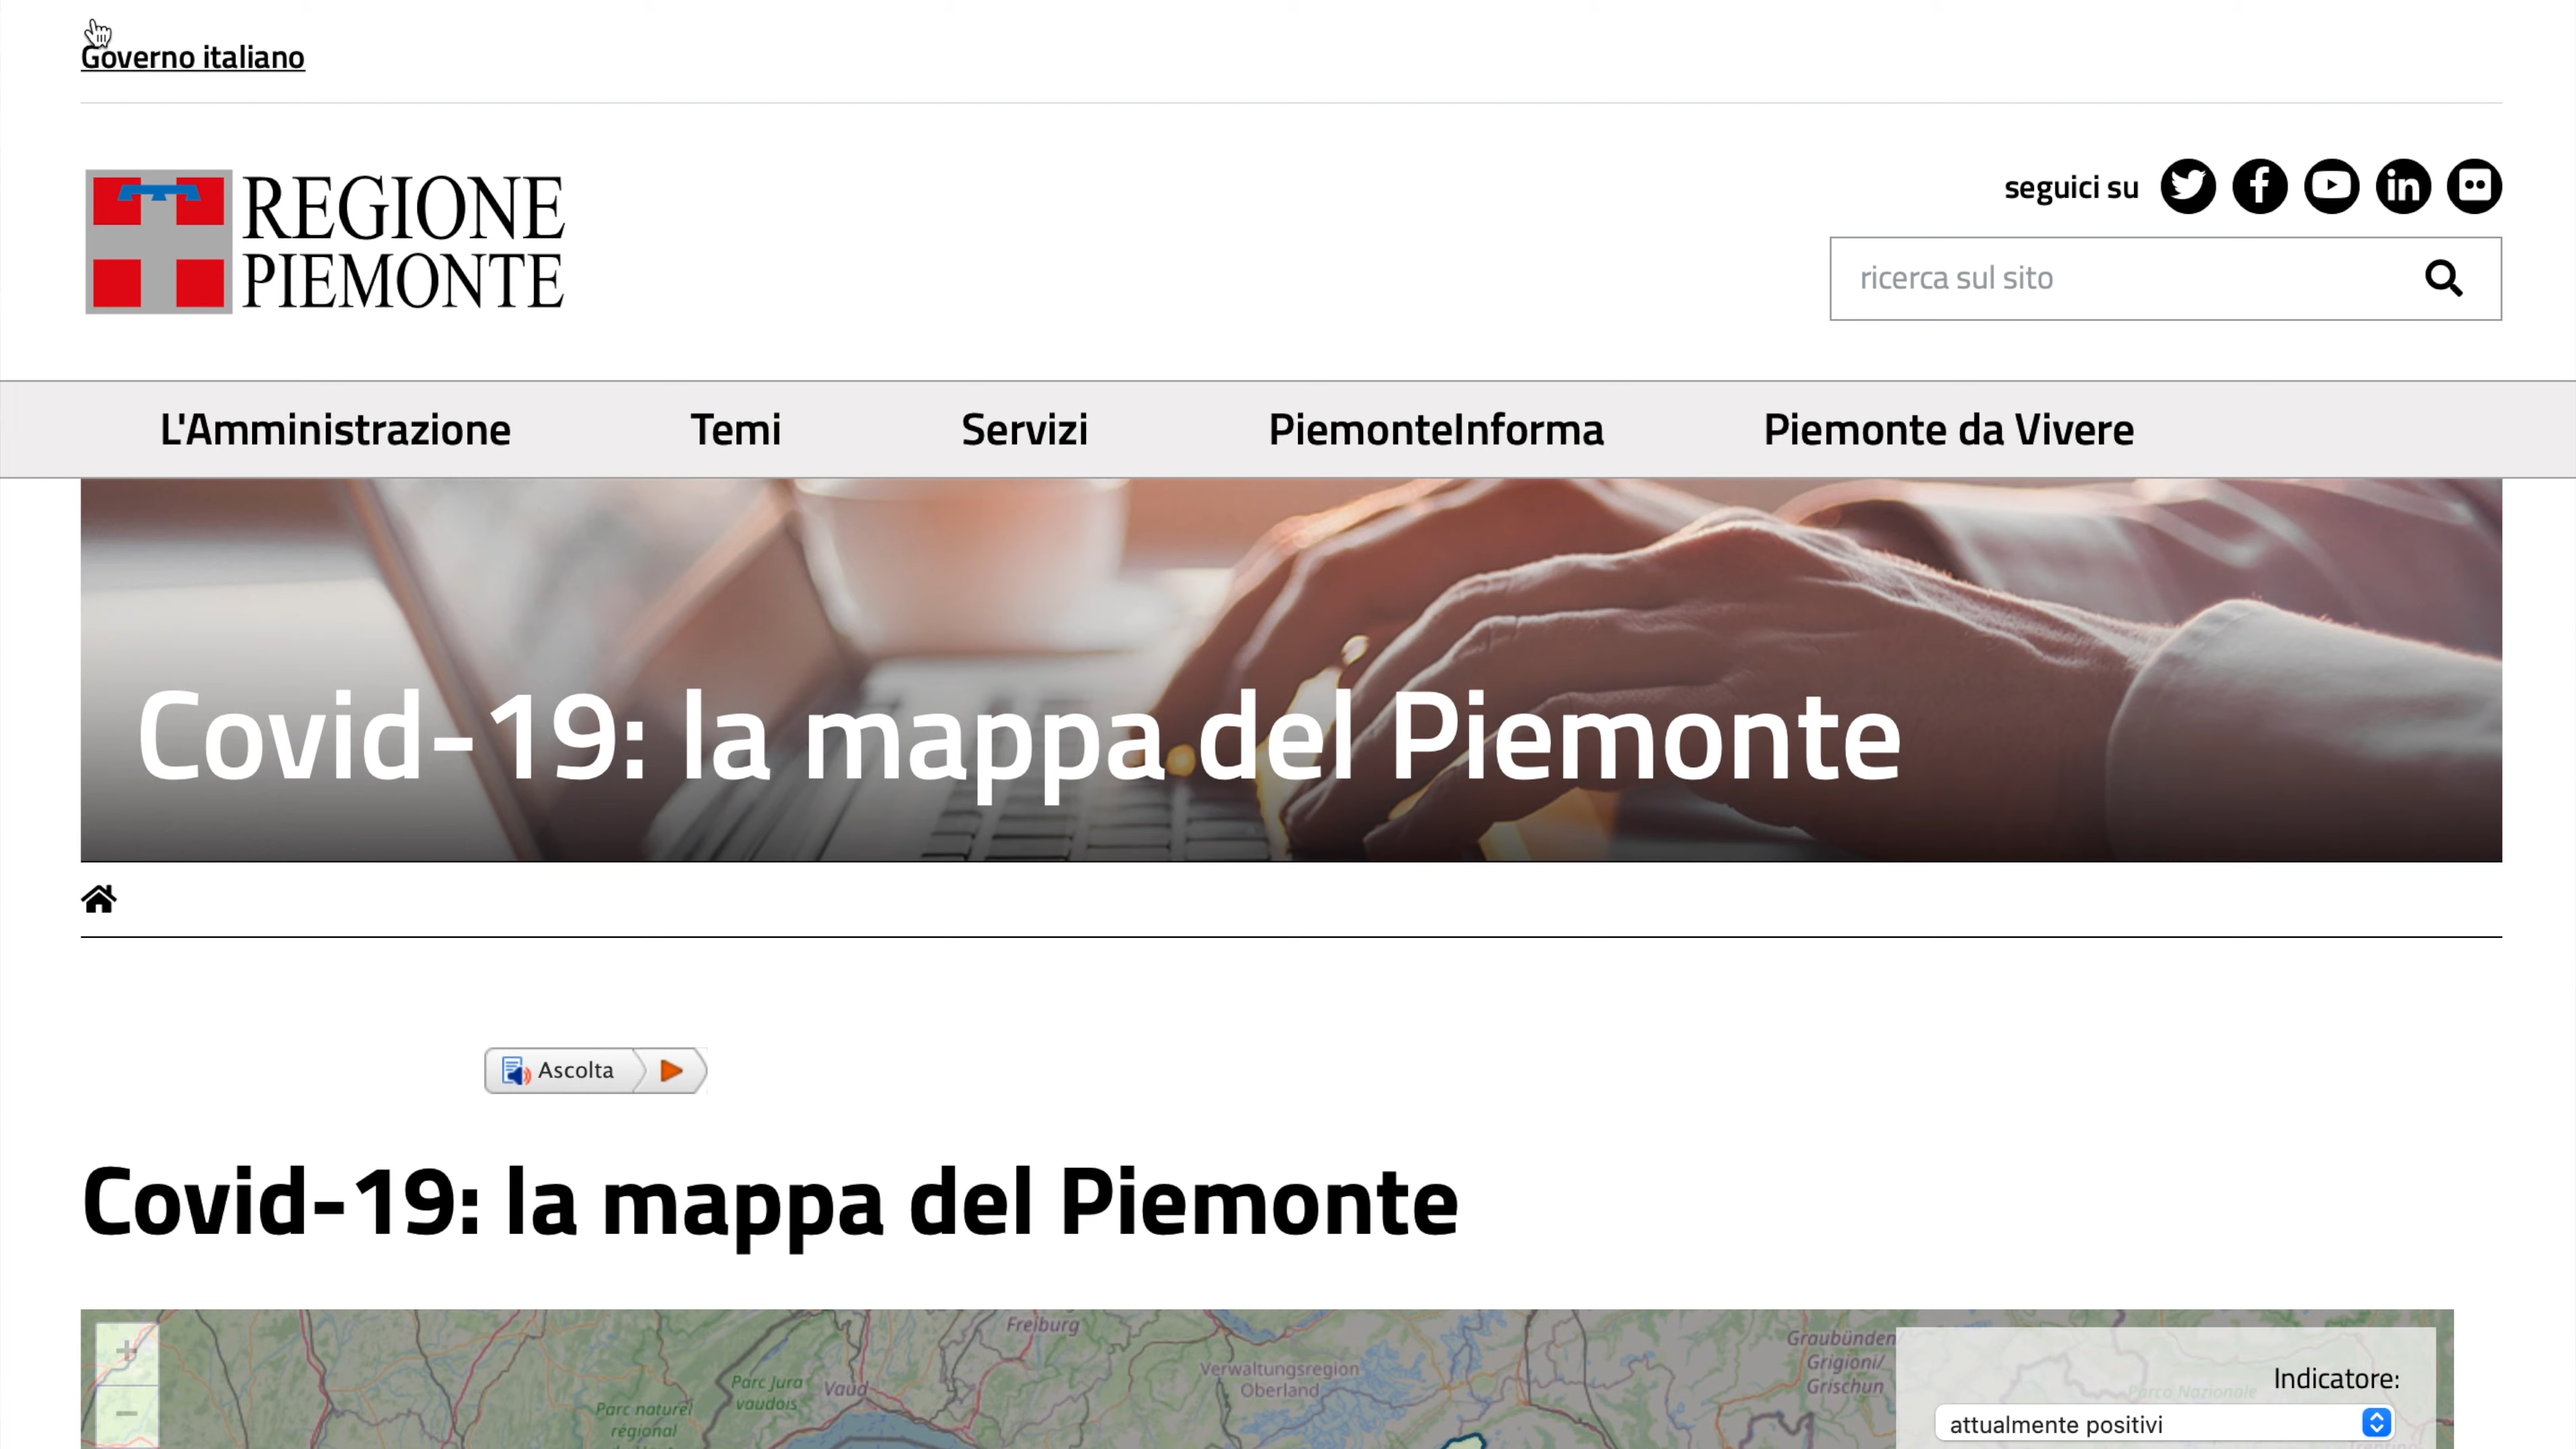 Governo italiano
REGIONE
PIEMONTE
seguici su
ricerca sul sito
L'Amministrazione
Temi
Servizi
PiemonteInforma
Piemonte da Vivere
Covid-19: la mappa del Piemonte
Ascolta
Covid-19: la mappa del Piemonte
+
−
Freiburg
Verwaltungsregion
Oberland
Parc Jura
vaudois
Vaud
Parc naturel
régional
Graubünden
Grigioni/
Grischun
Parco Nazionale
Indicatore:
attualmente positivi